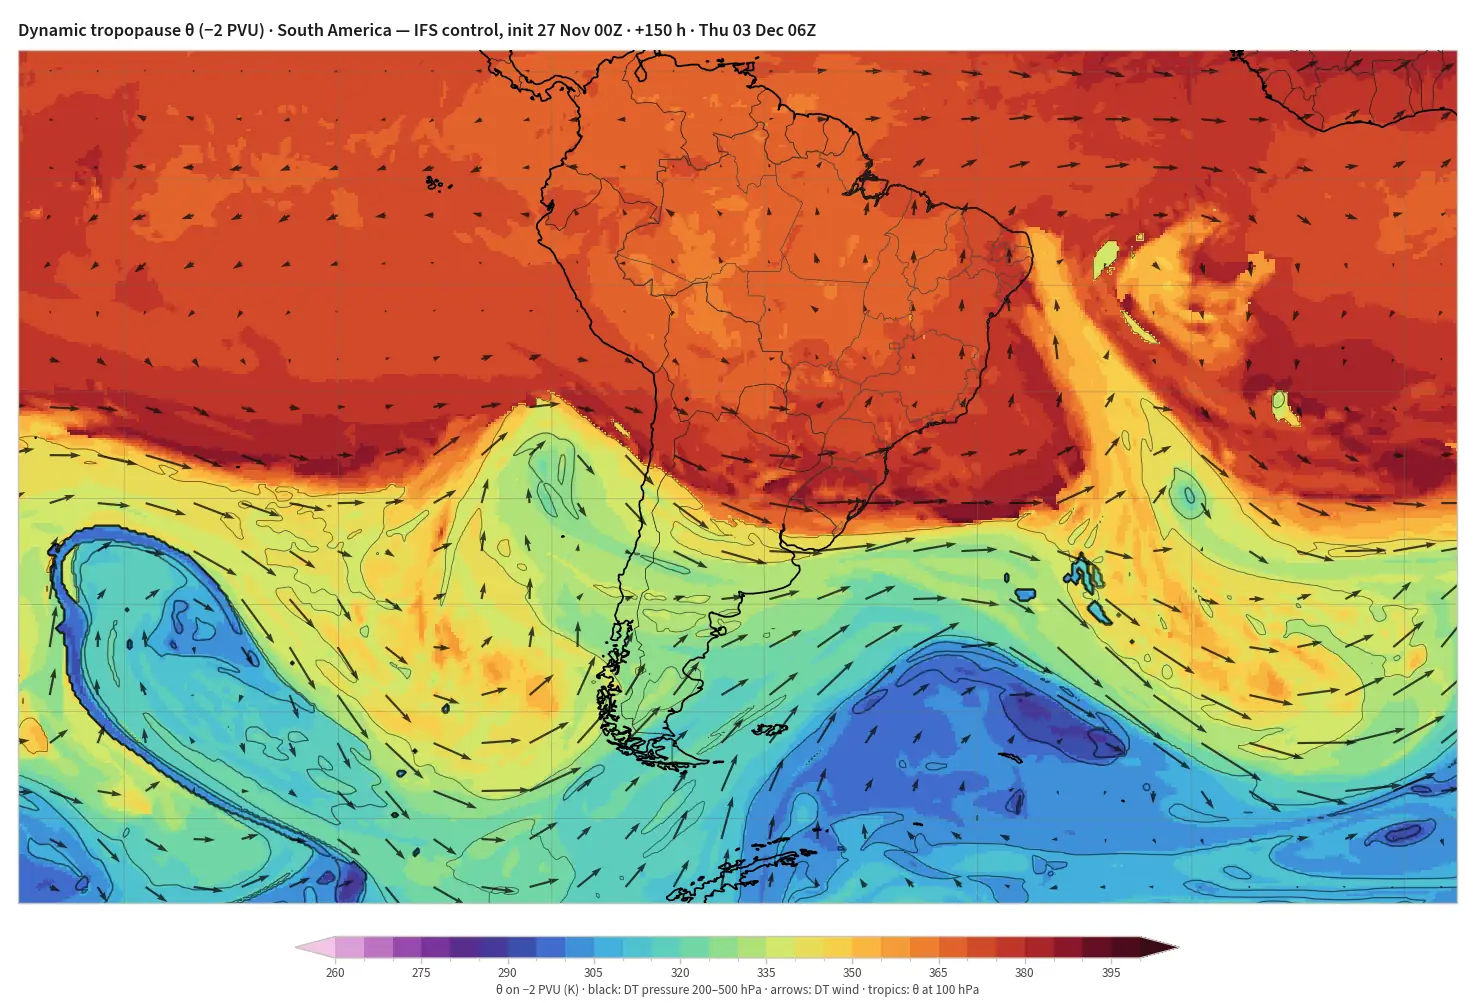 Dynamic tropopause θ (−2 PVU) · South America — IFS control, init 27 Nov 00Z · +150 h · Thu 03 Dec 06Z
260 275 290 305 320 335 350 365 380 395
θ on −2 PVU (K) · black: DT pressure 200–500 hPa · arrows: DT wind · tropics: θ at 100 hPa